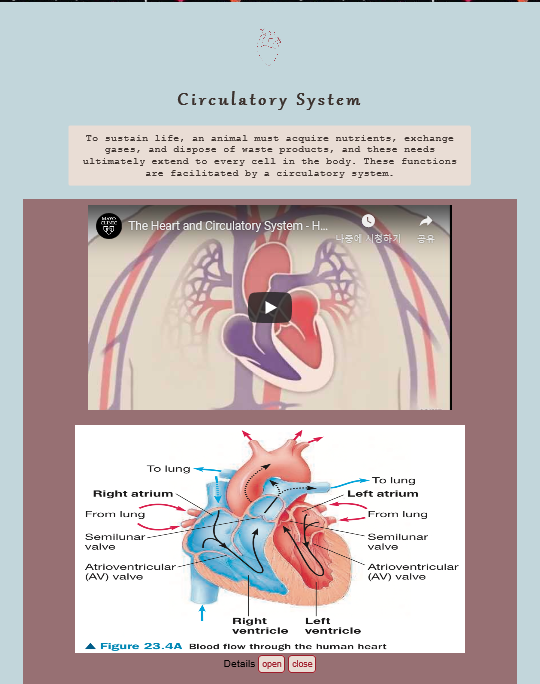 Circulatory System
To sustain life, an animal must acquire nutrients, exchange
gases, and dispose of waste products, and these needs
ultimately extend to every cell in the body. These functions
are facilitated by a circulatory system.
MAYO
CLINIC
The Heart and Circulatory System - H...
나중에 시청하기
공유
To lung
To lung
Right atrium
Left atrium
From lung
From lung
Semilunar
valve
Semilunar
valve
Atrioventricular
(AV) valve
Atrioventricular
(AV) valve
Right
ventricle
Left
ventricle
▲ Figure 23.4A Blood flow through the human heart
Details open close